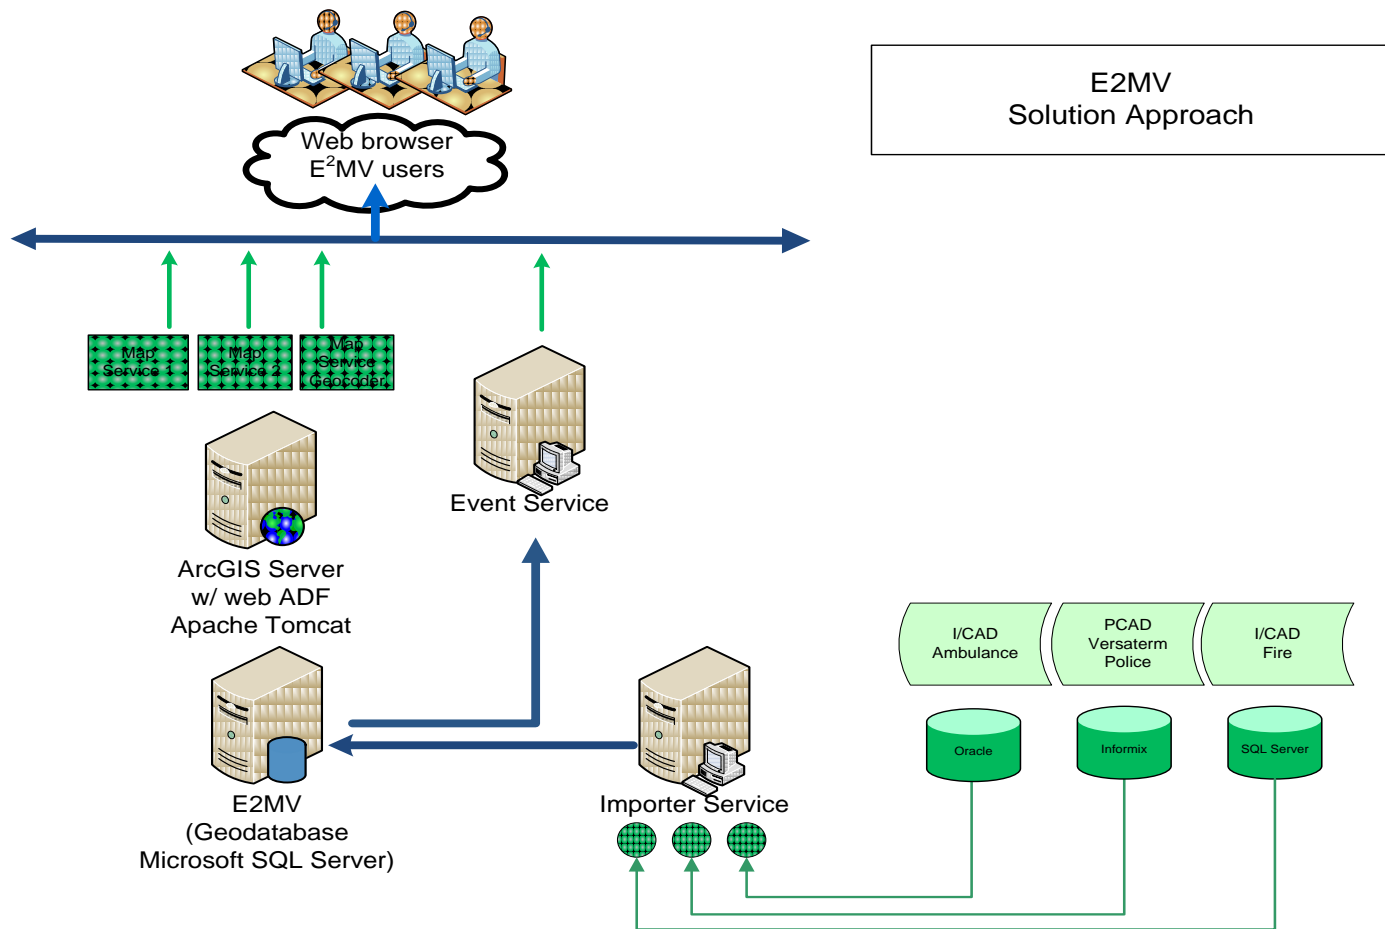 E2MV
Solution Approach
Web browser
E²MV users
Map
Service 1
Map
Service 2
Map
Service
Geocoder
Event Service
ArcGIS Server
w/ web ADF
Apache Tomcat
I/CAD
Ambulance
PCAD
Versaterm
Police
I/CAD
Fire
Oracle
Informix
SQL Server
E2MV
(Geodatabase
Microsoft SQL Server)
Importer Service